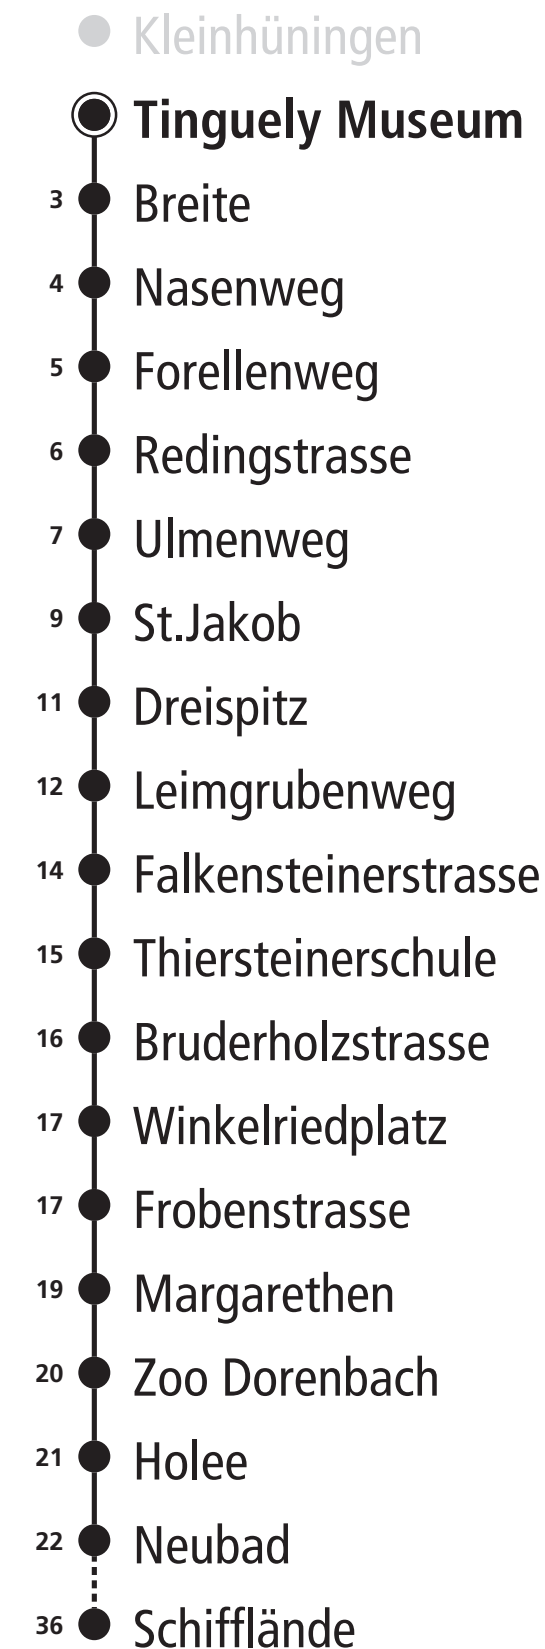 Kleinhüningen
Tinguely Museum
3 Breite
4 Nasenweg
5 Forellenweg
6 Redingstrasse
7 Ulmenweg
9 St.Jakob
11 Dreispitz
12 Leimgrubenweg
14 Falkensteinerstrasse
15 Thiersteinerschule
16 Bruderholzstrasse
17 Winkelriedplatz
17 Frobenstrasse
19 Margarethen
20 Zoo Dorenbach
21 Holee
22 Neubad
36 Schifflände